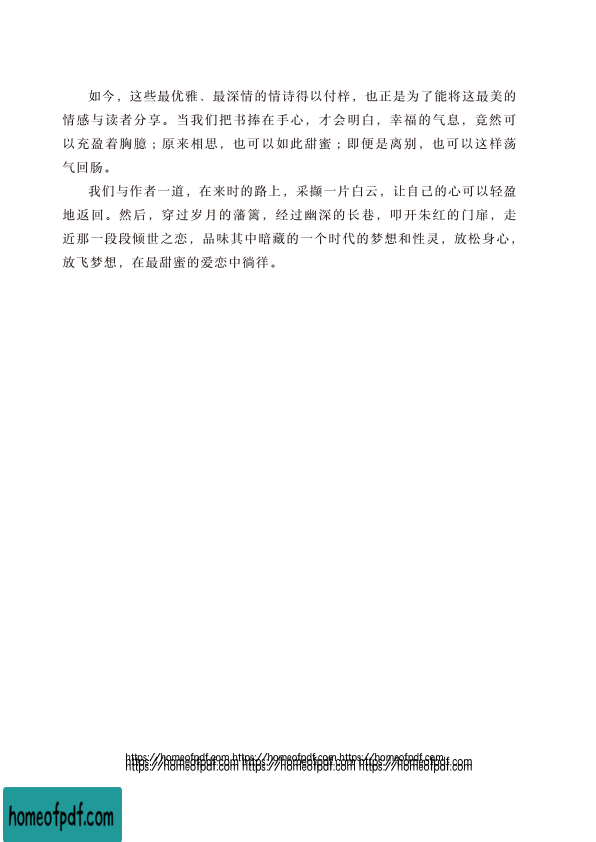 如今，这些最优雅、最深情的情诗得以付梓，也正是为了能将这最美的
情感与读者分享。当我们把书捧在手心，才会明白，幸福的气息，竟然可
以充盈着胸臆；原来相思，也可以如此甜蜜；即便是离别，也可以这样荡
气回肠。
我们与作者一道，在来时的路上，采撷一片白云，让自己的心可以轻盈
地返回。然后，穿过岁月的藩篱，经过幽深的长巷，叩开朱红的门扉，走
近那一段段倾世之恋，品味其中暗藏的一个时代的梦想和性灵，放松身心，
放飞梦想，在最甜蜜的爱恋中徜徉。
https://homeofpdf.com https://homeofpdf.com https://homeofpdf.com
https://homeofpdf.com https://homeofpdf.com https://homeofpdf.com
https://homeofpdf.com https://homeofpdf.com https://homeofpdf.com
homeofpdf.com